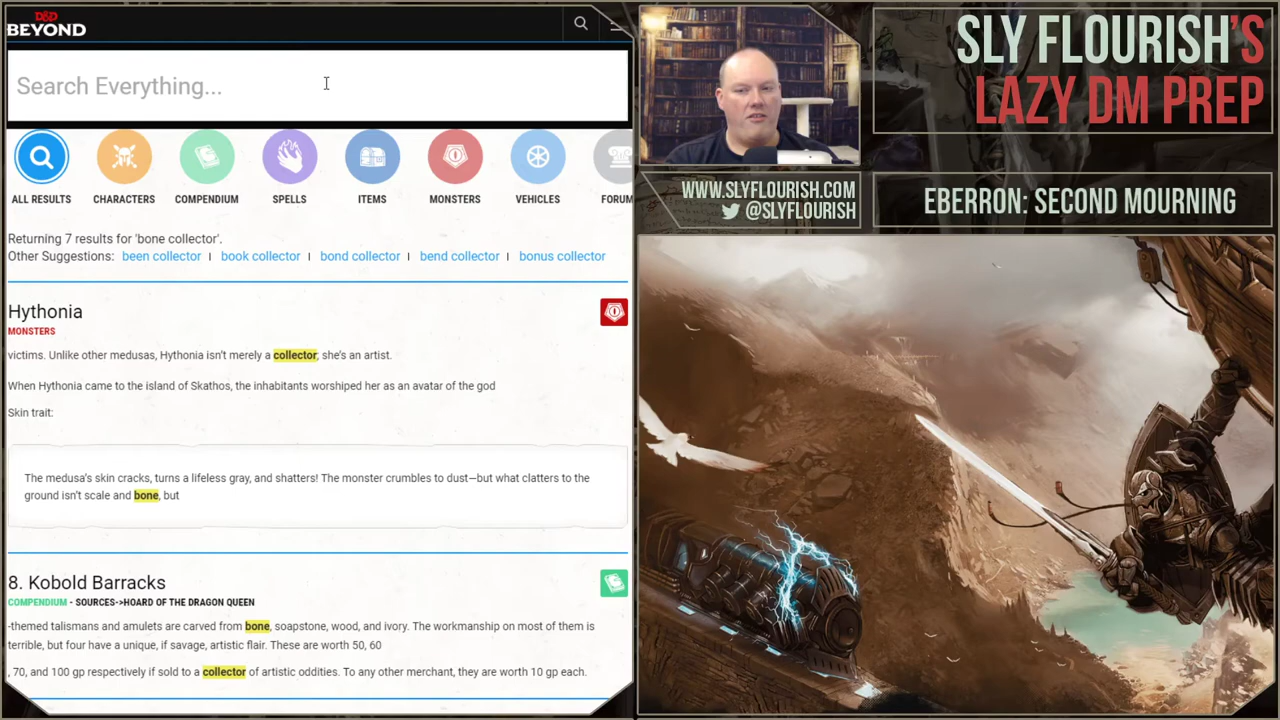 D&D
BEYOND
Search Everything...
ALL RESULTS
CHARACTERS
COMPENDIUM
SPELLS
ITEMS
MONSTERS
VEHICLES
FORUM
Returning 7 results for 'bone collector'.
Other Suggestions: been collector | book collector | bond collector | bend collector | bonus collector
Hythonia
MONSTERS
victims. Unlike other medusas, Hythonia isn't merely a collector; she's an artist.
When Hythonia came to the island of Skathos, the inhabitants worshiped her as an avatar of the god
Skin trait:
The medusa's skin cracks, turns a lifeless gray, and shatters! The monster crumbles to dust—but what clatters to the
ground isn't scale and bone, but
8. Kobold Barracks
COMPENDIUM - SOURCES->HOARD OF THE DRAGON QUEEN
-themed talismans and amulets are carved from bone, soapstone, wood, and ivory. The workmanship on most of them is
terrible, but four have a unique, if savage, artistic flair. These are worth 50, 60
, 70, and 100 gp respectively if sold to a collector of artistic oddities. To any other merchant, they are worth 10 gp each.
SLY FLOURISH'S
LAZY DM PREP
WWW.SLYFLOURISH.COM
@SLYFLOURISH
EBERRON: SECOND MOURNING